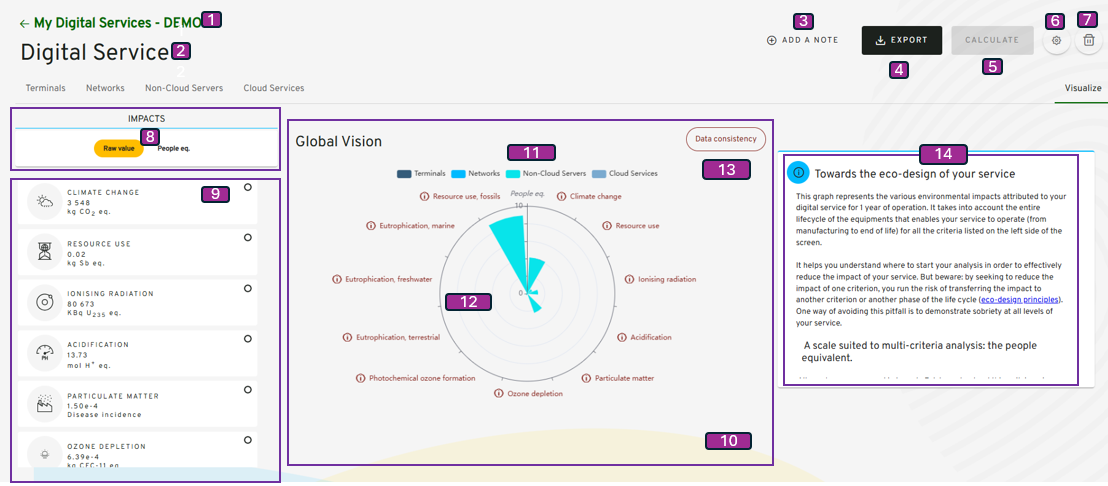 ← My Digital Services - DEMO 1
Digital Service 2
3
ADD A NOTE
EXPORT
4
CALCULATE
5
6
7
Terminals Networks Non-Cloud Servers Cloud Services Visualize
IMPACTS
8
Raw value People eq.
9
CLIMATE CHANGE
3 548
kg CO2 eq.
RESOURCE USE
0.02
kg Sb eq.
IONISING RADIATION
80 673
KBq U235 eq.
ACIDIFICATION
13.73
mol H+ eq.
PARTICULATE MATTER
1.50e-4
Disease incidence
OZONE DEPLETION
6.39e-4
kg CFC-11 eq.
Global Vision
Data consistency
11
13
Terminals Networks Non-Cloud Servers Cloud Services
People eq.
10
0
Resource use, fossils
Climate change
Eutrophication, marine
Resource use
Eutrophication, freshwater
Ionising radiation
12
Eutrophication, terrestrial
Acidification
Photochemical ozone formation
Particulate matter
Ozone depletion
10
14
Towards the eco-design of your service
This graph represents the various environmental impacts attributed to your
digital service for 1 year of operation. It takes into account the entire
lifecycle of the equipments that enables your service to operate (from
manufacturing to end of life) for all the criteria listed on the left side of the
screen.
It helps you understand where to start your analysis in order to effectively
reduce the impact of your service. But beware: by seeking to reduce the
impact of one criterion, you run the risk of transferring the impact to
another criterion or another phase of the life cycle (eco-design principles).
One way of avoiding this pitfall is to demonstrate sobriety at all levels of
your service.
A scale suited to multi-criteria analysis: the people
equivalent.